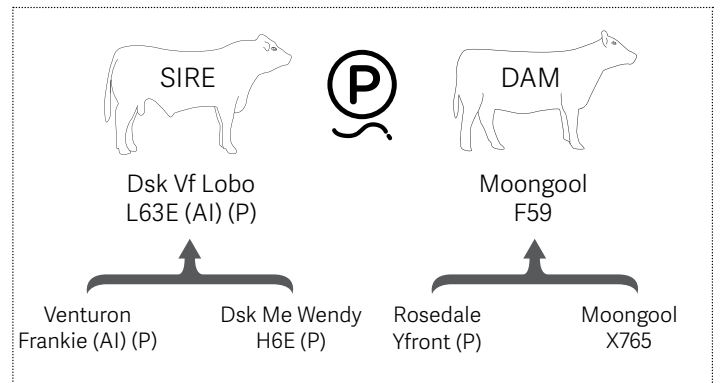 SIRE
P
DAM
Dsk Vf Lobo
L63E (AI) (P)
Moongool
F59
Venturon
Frankie (AI) (P)
Dsk Me Wendy
H6E (P)
Rosedale
Yfront (P)
Moongool
X765